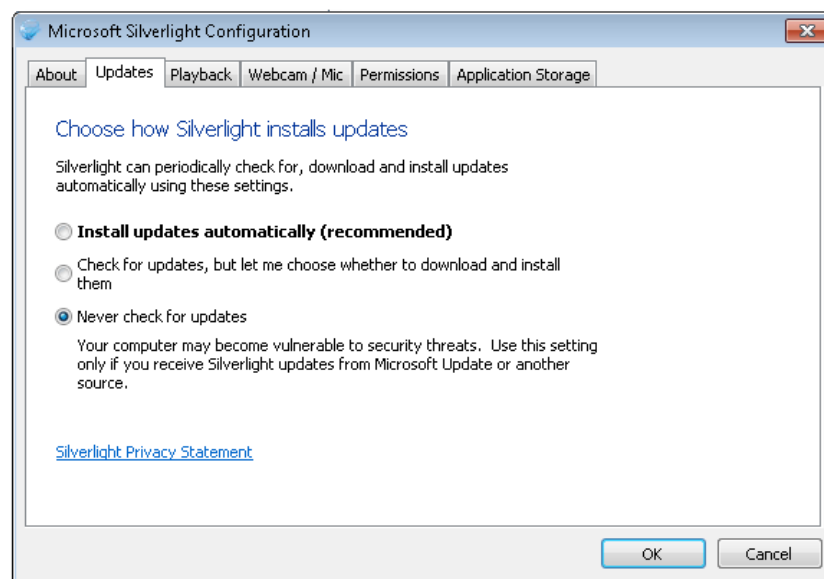 Microsoft Silverlight Configuration
About Updates Playback Webcam / Mic Permissions Application Storage
Choose how Silverlight installs updates
Silverlight can periodically check for, download and install updates
automatically using these settings.
Install updates automatically (recommended)
Check for updates, but let me choose whether to download and install
them
Never check for updates
Your computer may become vulnerable to security threats. Use this setting
only if you receive Silverlight updates from Microsoft Update or another
source.
Silverlight Privacy Statement
OK Cancel